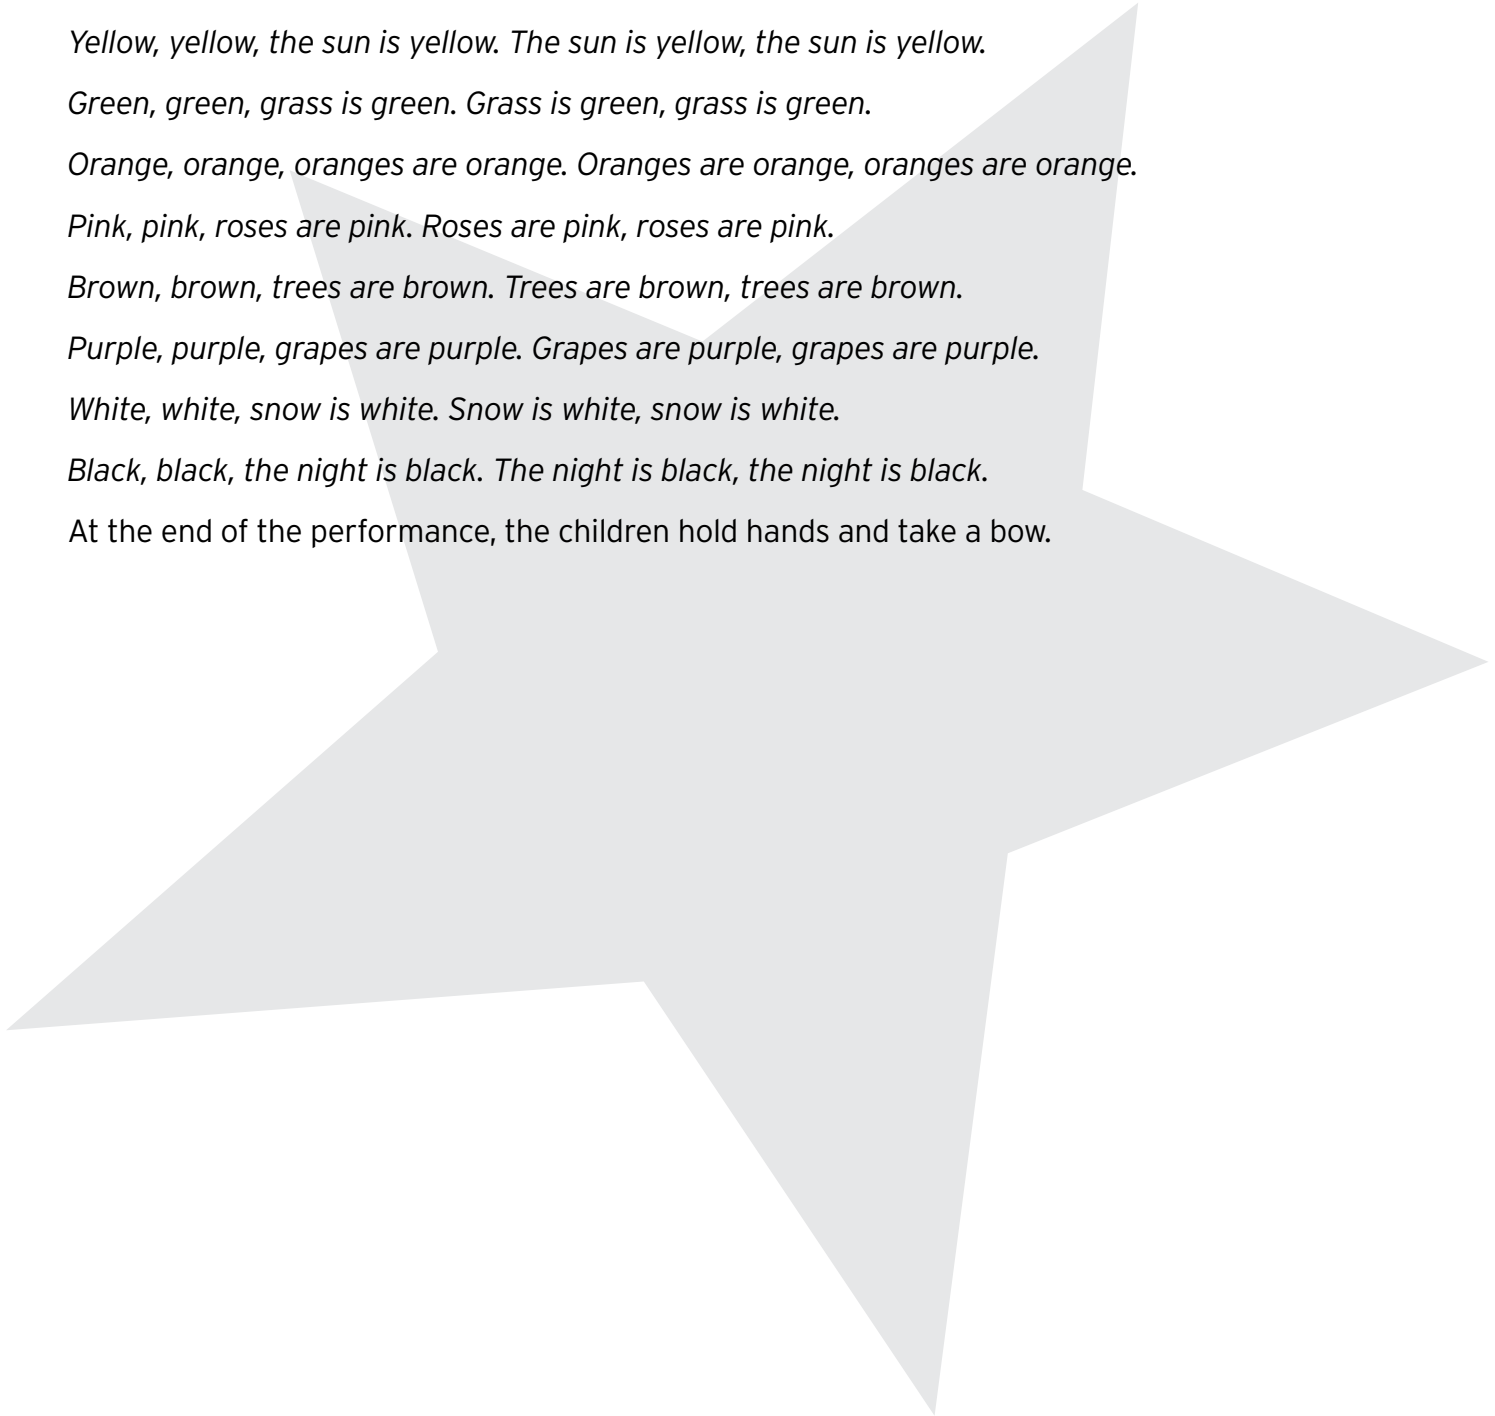 Yellow, yellow, the sun is yellow. The sun is yellow, the sun is yellow.
Green, green, grass is green. Grass is green, grass is green.
Orange, orange, oranges are orange. Oranges are orange, oranges are orange.
Pink, pink, roses are pink. Roses are pink, roses are pink.
Brown, brown, trees are brown. Trees are brown, trees are brown.
Purple, purple, grapes are purple. Grapes are purple, grapes are purple.
White, white, snow is white. Snow is white, snow is white.
Black, black, the night is black. The night is black, the night is black.
At the end of the performance, the children hold hands and take a bow.